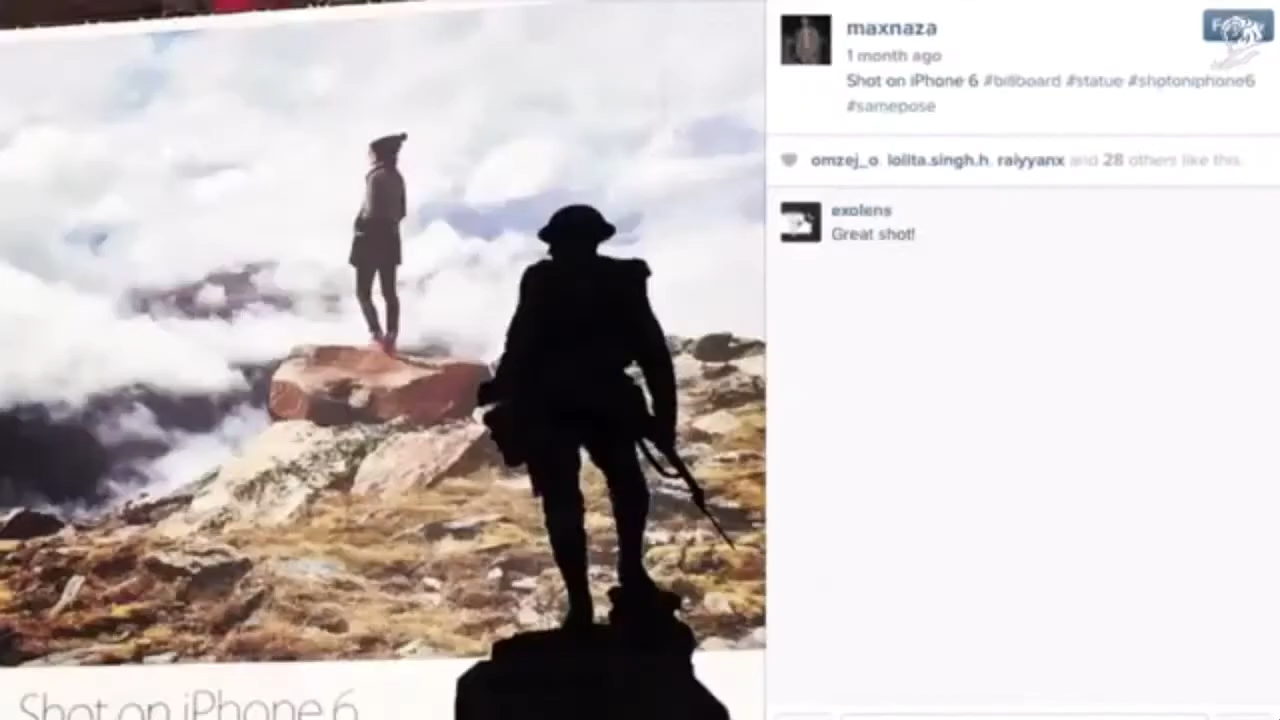 maxnaza
1 month ago
Shot on iPhone 6 #billboard #statue #shotoniphone6
#samepose
omzej_o, lolita.singh.h, raiyyanx and 28 others like this.
exolens
Great shot!
Shot on iPhone 6